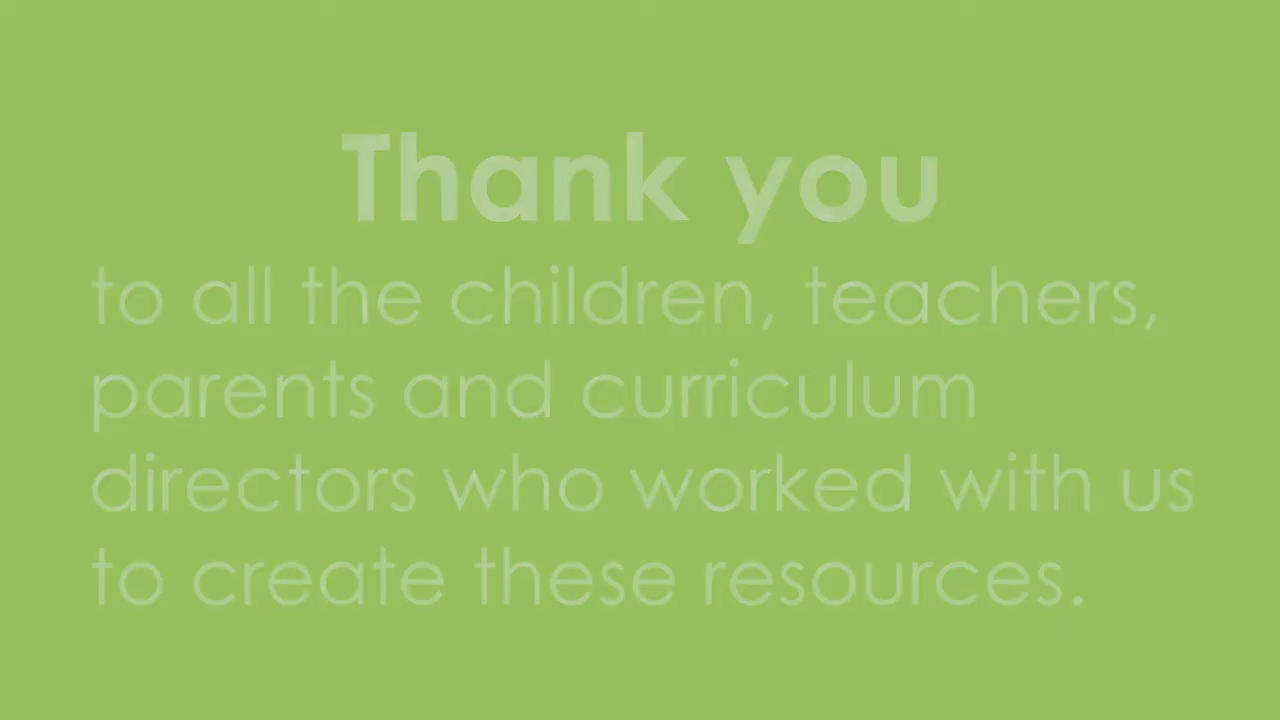 Thank you
to all the children, teachers,
parents and curriculum
directors who worked with us
to create these resources.